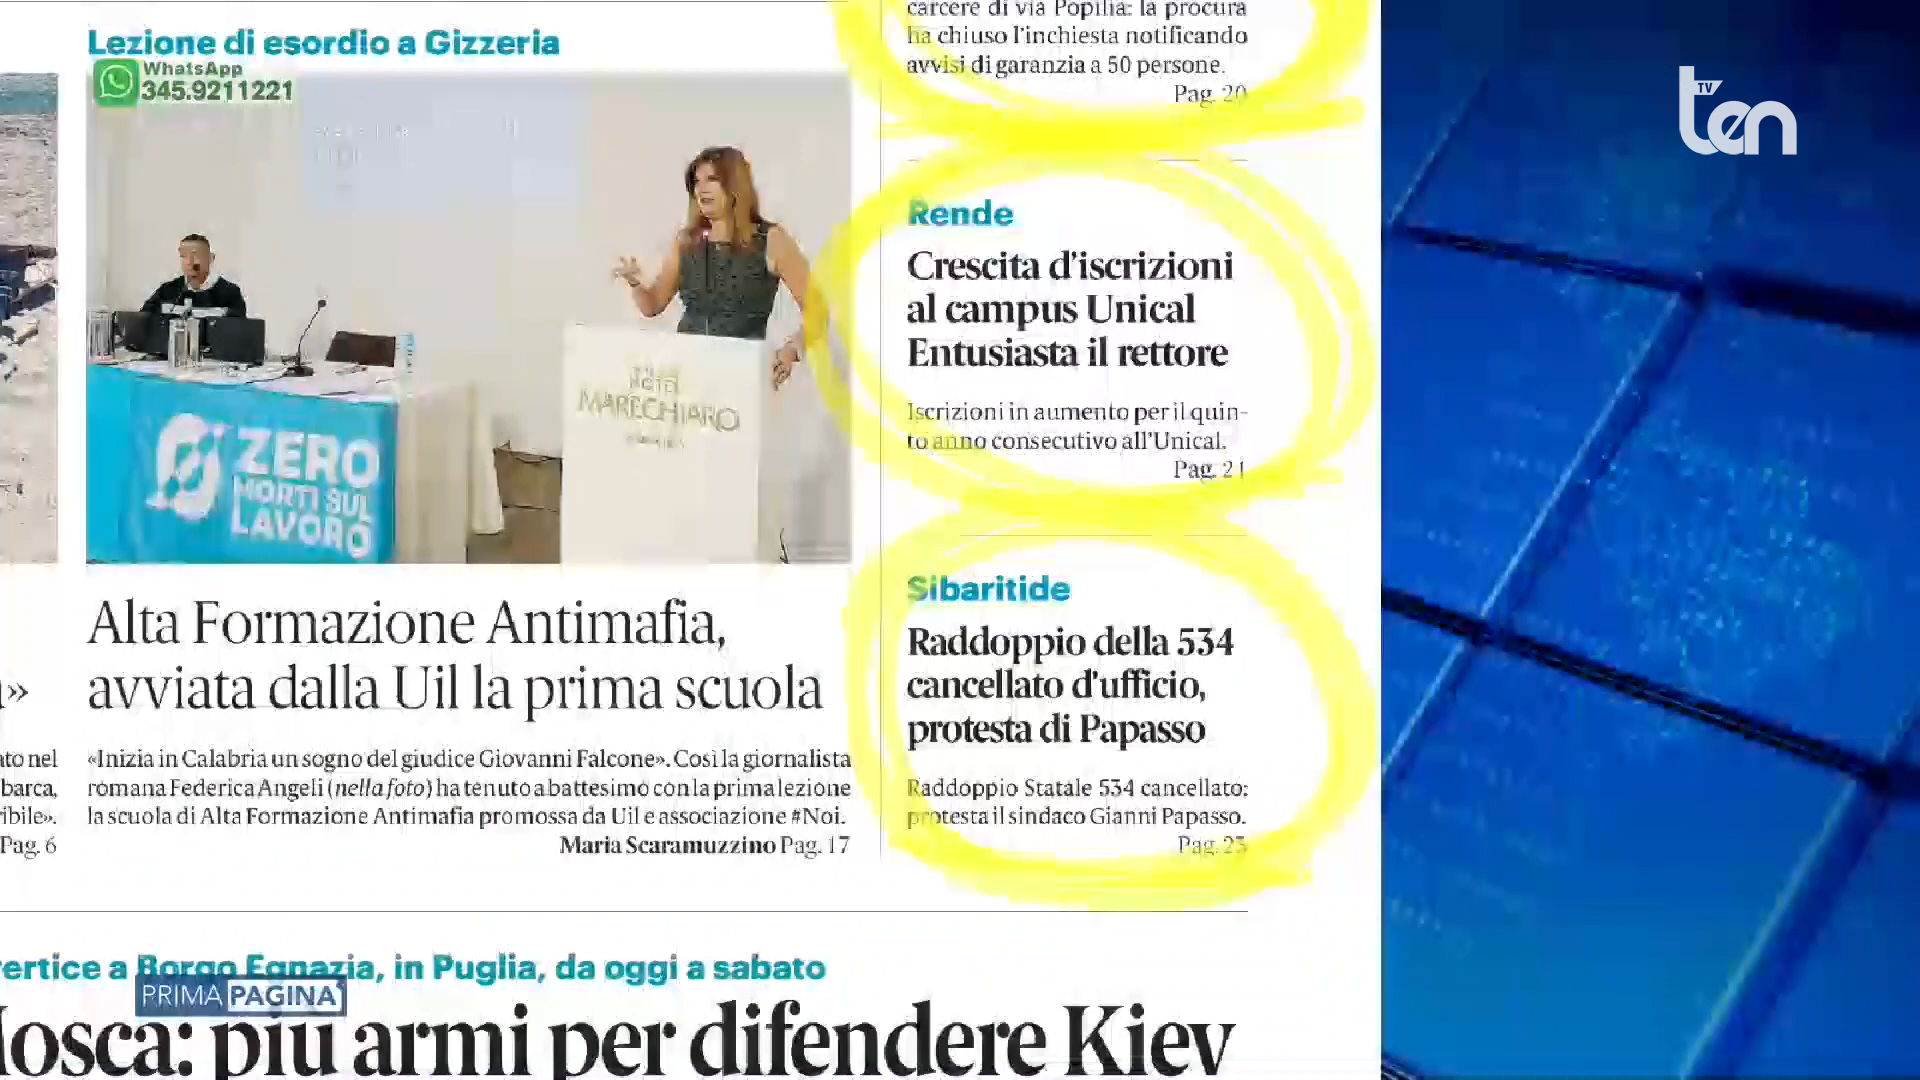 Lezione di esordio a Gizzeria
WhatsApp
345.9211221
ZERO
MORTI SUL
LAVORO
HOTEL
MARECHIARO
Alta Formazione Antimafia,
avviata dalla Uil la prima scuola
«Inizia in Calabria un sogno del giudice Giovanni Falcone». Così la giornalista
romana Federica Angeli (nella foto) ha tenuto a battesimo con la prima lezione
la scuola di Alta Formazione Antimafia promossa da Uil e associazione #Noi.
Maria Scaramuzzino Pag. 17
»
nel
barca,
Pag. 6
carcere di via Popilia: la procura
ha chiuso l'inchiesta notificando
avvisi di garanzia a 50 persone.
Pag. 20
Rende
Crescita d'iscrizioni
al campus Unical
Entusiasta il rettore
Iscrizioni in aumento per il quin-
to anno consecutivo all'Unical.
Pag. 21
Sibaritide
Raddoppio della 534
cancellato d'ufficio,
protesta di Papasso
Raddoppio Statale 534 cancellato:
protesta il sindaco Gianni Papasso.
Pag. 23
a Borgo Egnazia, in Puglia, da oggi a sabato
PRIMA PAGINA
più armi per difendere Kiev
TV
ten